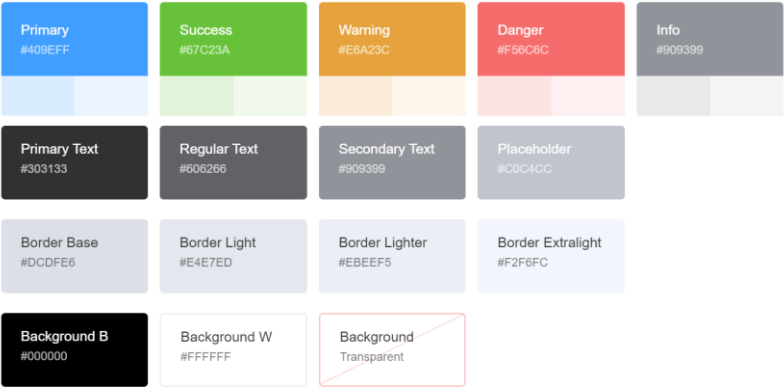 Primary
#409EFF
Success
#67C23A
Warning
#E6A23C
Danger
#F56C6C
Info
#909399
Primary Text
#303133
Regular Text
#606266
Secondary Text
#909399
Placeholder
#C0C4CC
Border Base
#DCDFE6
Border Light
#E4E7ED
Border Lighter
#EBEEF5
Border Extralight
#F2F6FC
Background B
#000000
Background W
#FFFFFF
Background
Transparent